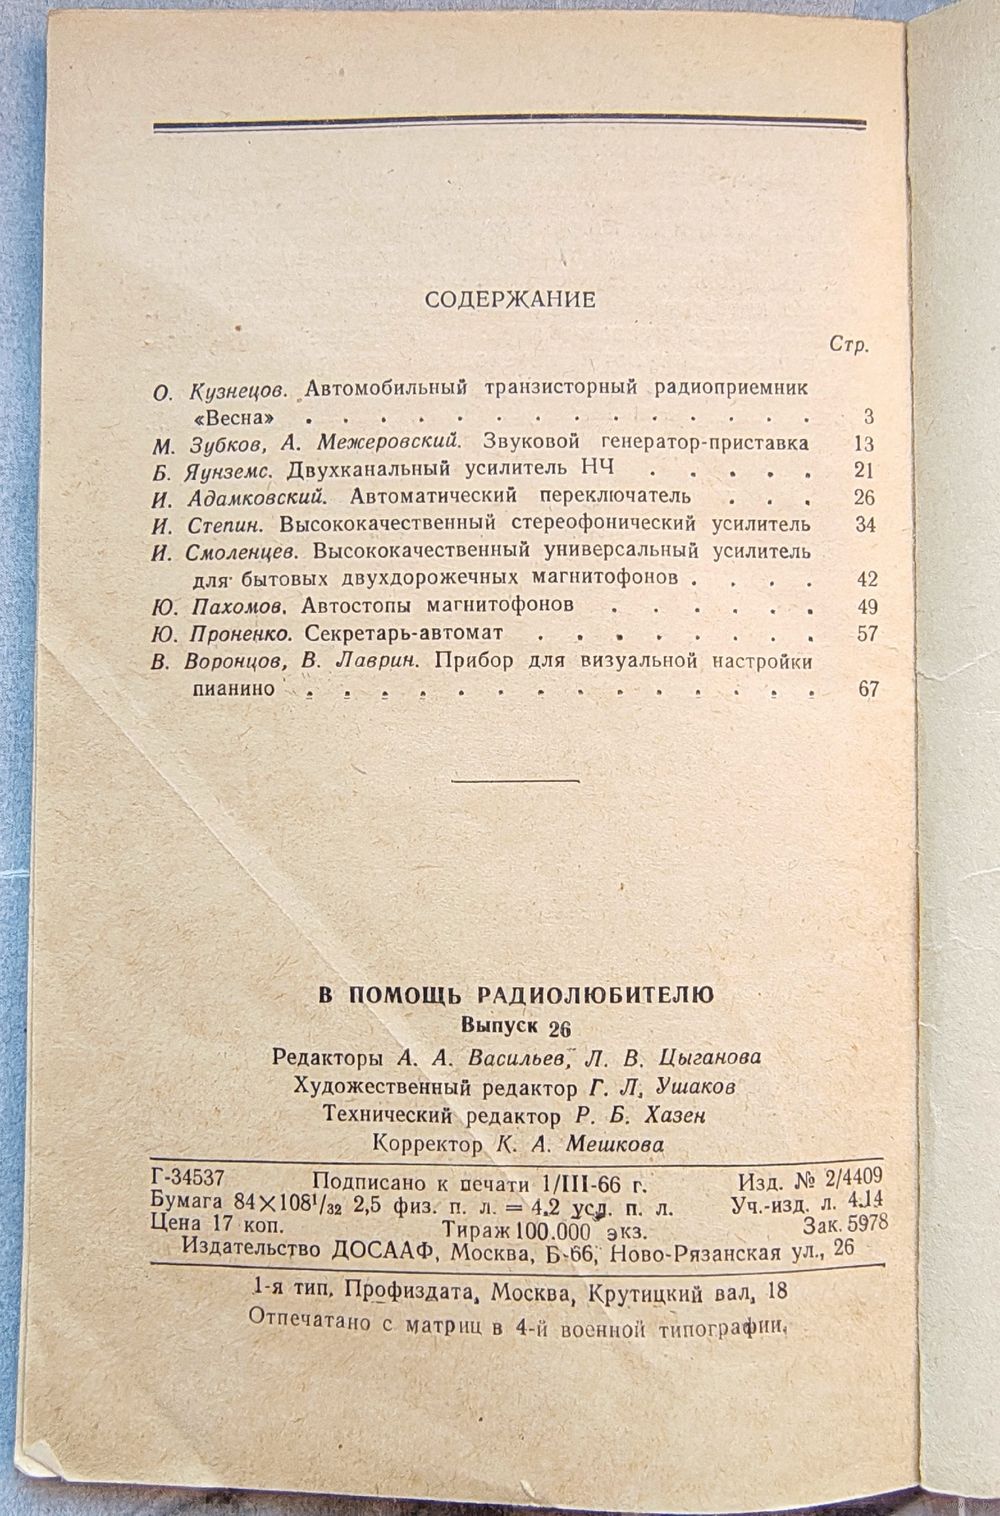 СОДЕРЖАНИЕ
Стр.
О. Кузнецов. Автомобильный транзисторный радиоприемник
«Весна» . . . . . . . . . . . . . . 3
М. Зубков, А. Межеровский. Звуковой генератор-приставка 13
Б. Яунземс. Двухканальный усилитель НЧ . . . . . 21
И. Адамковский. Автоматический переключатель . . . 26
И. Степин. Высококачественный стереофонический усилитель 34
И. Смоленцев. Высококачественный универсальный усилитель
для бытовых двухдорожечных магнитофонов . . . . 42
Ю. Пахомов. Автостопы магнитофонов . . . . . . 49
Ю. Проненко. Секретарь-автомат . . . . . . . . 57
В. Воронцов, В. Лаврин. Прибор для визуальной настройки
пианино . . . . . . . . . . . . . . 67
В ПОМОЩЬ РАДИОЛЮБИТЕЛЮ
Выпуск 26
Редакторы А. А. Васильев, Л. В. Цыганова
Художественный редактор Г. Л. Ушаков
Технический редактор Р. Б. Хазен
Корректор К. А. Мешкова
Г-34537 Подписано к печати 1/III-66 г. Изд. № 2/4409
Бумага 84×108 1/32 2,5 физ. п. л. = 4,2 усл. п. л. Уч.-изд. л. 4,14
Цена 17 коп. Тираж 100.000 экз. Зак. 5978
Издательство ДОСААФ, Москва, Б-66, Ново-Рязанская ул., 26
1-я тип. Профиздата, Москва, Крутицкий вал, 18
Отпечатано с матриц в 4-й военной типографии.